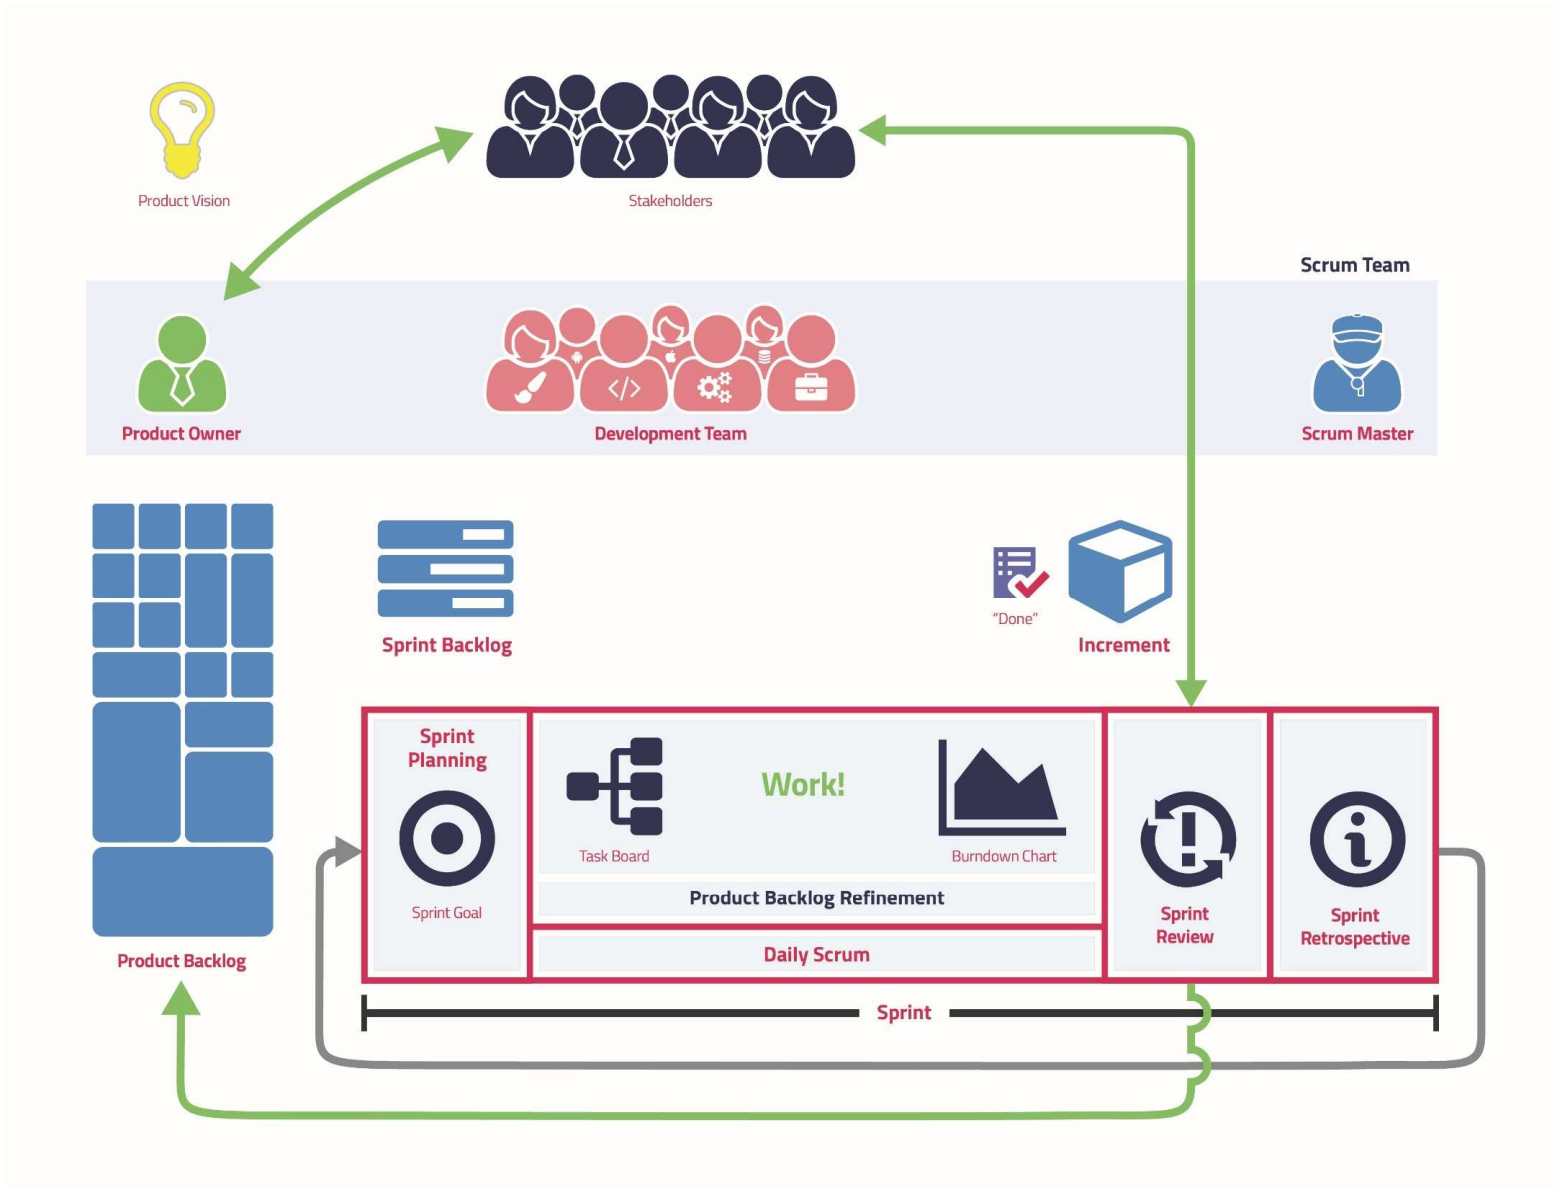 Product Vision
Stakeholders
Scrum Team
Product Owner
Development Team
</>
Scrum Master
Sprint Backlog
"Done"
Increment
Product Backlog
Sprint
Planning
Sprint Goal
Work!
Task Board
Burndown Chart
Product Backlog Refinement
Daily Scrum
Sprint
Review
Sprint
Retrospective
Sprint